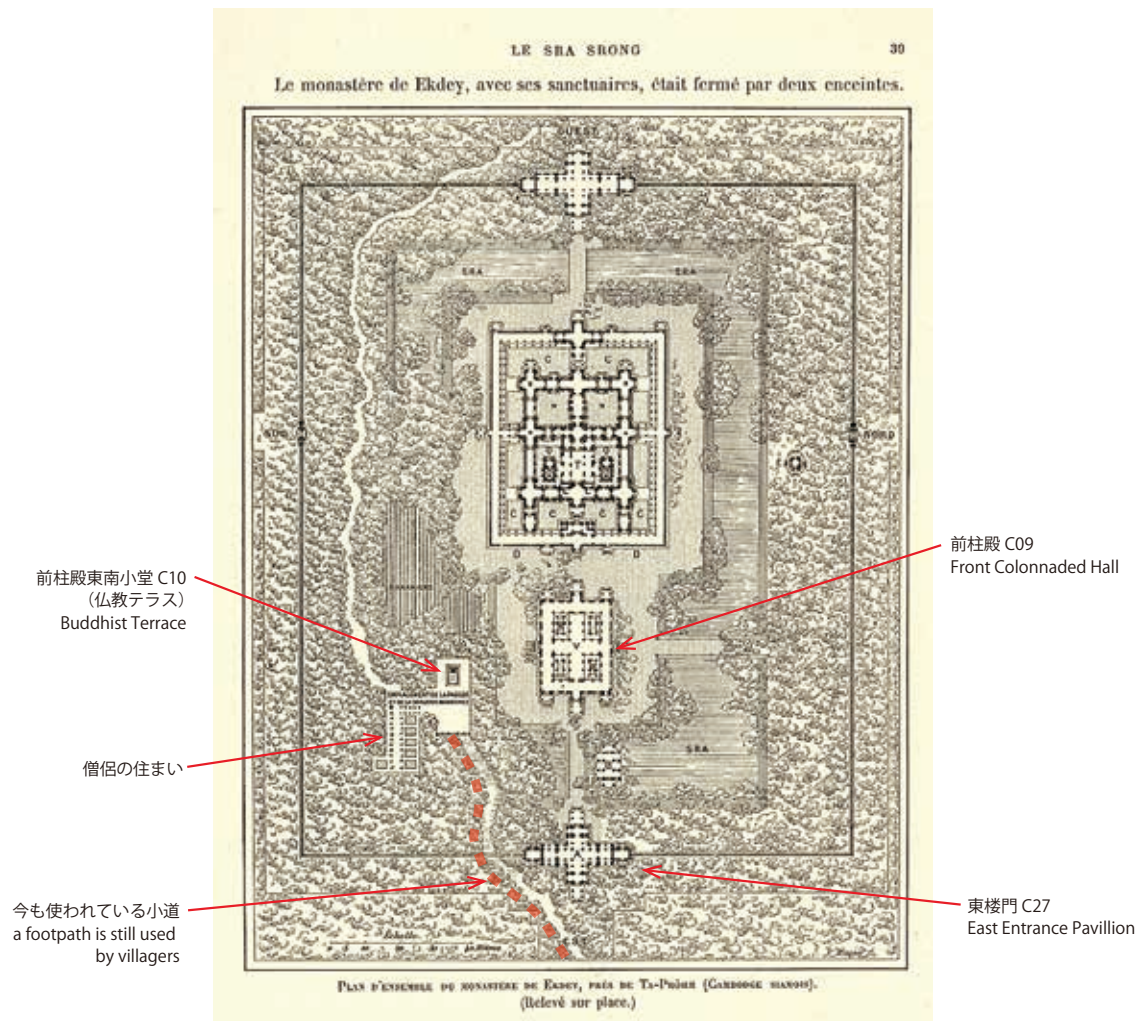 LE SRA SRONG
39
Le monastère de Ekdey, avec ses sanctuaires, était fermé par deux enceintes.
OUEST
SRA
SRA
NORD
C
C
C
C
C
C
D
D
前柱殿 C09
Front Colonnaded Hall
前柱殿東南小堂 C10
（仏教テラス）
Buddhist Terrace
V
SRA
僧侶の住まい
今も使われている小道
a footpath is still used
by villagers
東楼門 C27
East Entrance Pavillion
Échelle
PLAN D'ENSEMBLE DU MONASTÈRE DE EKDEY, PRÈS DE TA-PRÔHM (CAMBODGE SIAMOIS).
(Relevé sur place.)